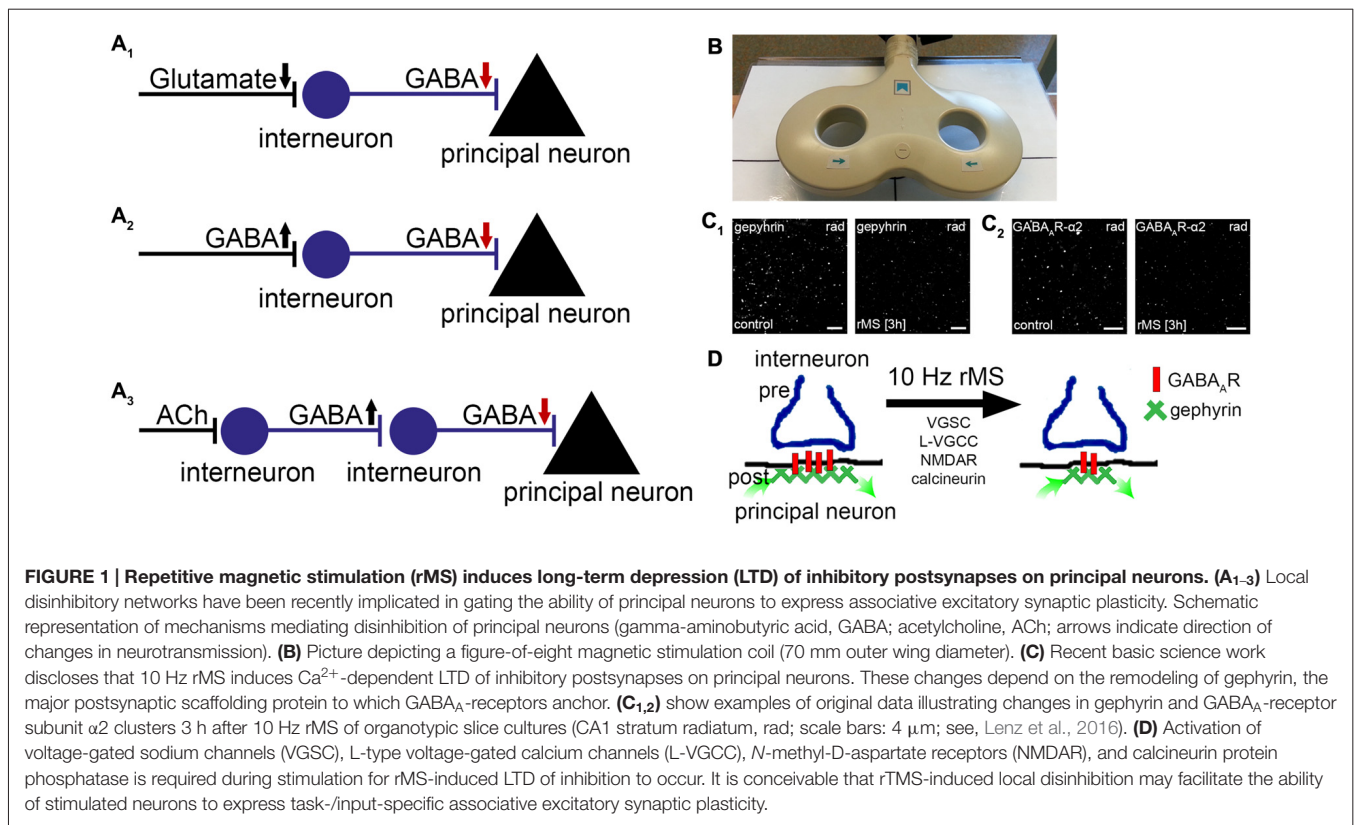 A₁
Glutamate
GABA
interneuron
principal neuron
A₂
GABA
GABA
interneuron
principal neuron
A₃
ACh
GABA
GABA
interneuron
interneuron
principal neuron
B
C₁
gepyhrin rad
control
gepyhrin rad
rMS [3h]
C₂
GABA_AR-α2 rad
control
GABA_AR-α2 rad
rMS [3h]
D
interneuron
pre
post
principal neuron
10 Hz rMS
VGSC
L-VGCC
NMDAR
calcineurin
GABA_AR
gephyrin
FIGURE 1 | Repetitive magnetic stimulation (rMS) induces long-term depression (LTD) of inhibitory postsynapses on principal neurons. (A₁₋₃) Local
disinhibitory networks have been recently implicated in gating the ability of principal neurons to express associative excitatory synaptic plasticity. Schematic
representation of mechanisms mediating disinhibition of principal neurons (gamma-aminobutyric acid, GABA; acetylcholine, ACh; arrows indicate direction of
changes in neurotransmission). (B) Picture depicting a figure-of-eight magnetic stimulation coil (70 mm outer wing diameter). (C) Recent basic science work
discloses that 10 Hz rMS induces Ca²⁺-dependent LTD of inhibitory postsynapses on principal neurons. These changes depend on the remodeling of gephyrin, the
major postsynaptic scaffolding protein to which GABA_A-receptors anchor. (C₁,₂) show examples of original data illustrating changes in gephyrin and GABA_A-receptor
subunit α2 clusters 3 h after 10 Hz rMS of organotypic slice cultures (CA1 stratum radiatum, rad; scale bars: 4 μm; see, Lenz et al., 2016). (D) Activation of
voltage-gated sodium channels (VGSC), L-type voltage-gated calcium channels (L-VGCC), N-methyl-D-aspartate receptors (NMDAR), and calcineurin protein
phosphatase is required during stimulation for rMS-induced LTD of inhibition to occur. It is conceivable that rTMS-induced local disinhibition may facilitate the ability
of stimulated neurons to express task-/input-specific associative excitatory synaptic plasticity.